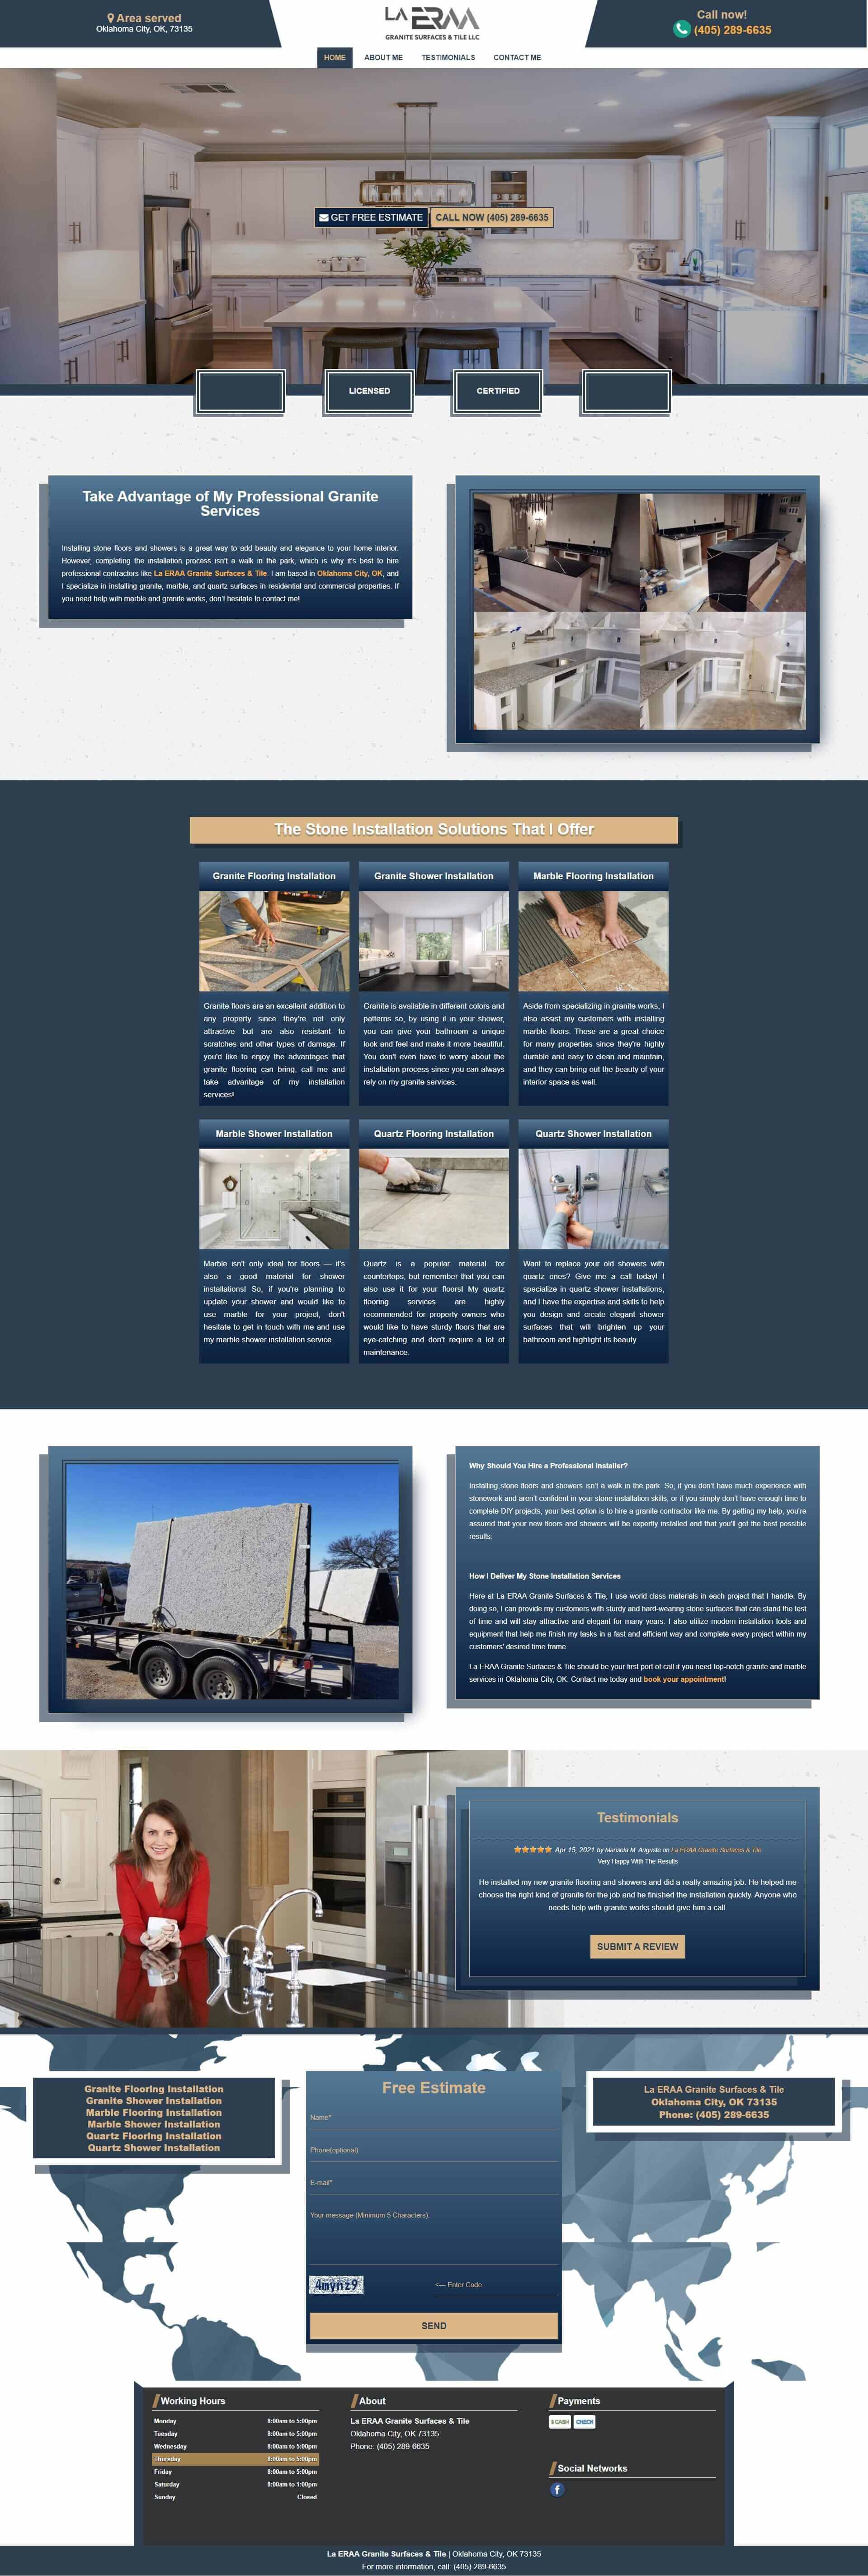 Area served
Oklahoma City, OK, 73135
LA ERAA
GRANITE SURFACES & TILE LLC
Call now!
(405) 289-6635
HOME ABOUT ME TESTIMONIALS CONTACT ME
GET FREE ESTIMATE CALL NOW (405) 289-6635
LICENSED CERTIFIED
Take Advantage of My Professional Granite
Services
Installing stone floors and showers is a great way to add beauty and elegance to your home interior.
However, completing the installation process isn't a walk in the park, which is why it's best to hire
professional contractors like La ERAA Granite Surfaces & Tile. I am based in Oklahoma City, OK, and
I specialize in installing granite, marble, and quartz surfaces in residential and commercial properties. If
you need help with marble and granite works, don't hesitate to contact me!
The Stone Installation Solutions That I Offer
Granite Flooring Installation
Granite floors are an excellent addition to
any property since they're not only
attractive but are also resistant to
scratches and other types of damage. If
you'd like to enjoy the advantages that
granite flooring can bring, call me and
take advantage of my installation
services!
Granite Shower Installation
Granite is available in different colors and
patterns so, by using it in your shower,
you can give your bathroom a unique
look and feel and make it more beautiful.
You don't even have to worry about the
installation process since you can always
rely on my granite services.
Marble Flooring Installation
Aside from specializing in granite works, I
also assist my customers with installing
marble floors. These are a great choice
for many properties since they're highly
durable and easy to clean and maintain,
and they can bring out the beauty of your
interior space as well.
Marble Shower Installation
Marble isn't only ideal for floors — it's
also a good material for shower
installations! So, if you're planning to
update your shower and would like to
use marble for your project, don't
hesitate to get in touch with me and use
my marble shower installation service.
Quartz Flooring Installation
Quartz is a popular material for
countertops, but remember that you can
also use it for your floors! My quartz
flooring services are highly
recommended for property owners who
would like to have sturdy floors that are
eye-catching and don't require a lot of
maintenance.
Quartz Shower Installation
Want to replace your old showers with
quartz ones? Give me a call today! I
specialize in quartz shower installations,
and I have the expertise and skills to help
you design and create elegant shower
surfaces that will brighten up your
bathroom and highlight its beauty.
Why Should You Hire a Professional Installer?
Installing stone floors and showers isn't a walk in the park. So, if you don't have much experience with
stonework and aren't confident in your stone installation skills, or if you simply don't have enough time to
complete DIY projects, your best option is to hire a granite contractor like me. By getting my help, you're
assured that your new floors and showers will be expertly installed and that you'll get the best possible
results.
How I Deliver My Stone Installation Services
Here at La ERAA Granite Surfaces & Tile, I use world-class materials in each project that I handle. By
doing so, I can provide my customers with sturdy and hard-wearing stone surfaces that can stand the test
of time and will stay attractive and elegant for many years. I also utilize modern installation tools and
equipment that help me finish my tasks in a fast and efficient way and complete every project within my
customers' desired time frame.
La ERAA Granite Surfaces & Tile should be your first port of call if you need top-notch granite and marble
services in Oklahoma City, OK. Contact me today and book your appointment!
Testimonials
Apr 15, 2021 by Marisela M. Auguste on La ERAA Granite Surfaces & Tile
Very Happy With The Results
He installed my new granite flooring and showers and did a really amazing job. He helped me
choose the right kind of granite for the job and he finished the installation quickly. Anyone who
needs help with granite works should give him a call.
SUBMIT A REVIEW
Granite Flooring Installation
Granite Shower Installation
Marble Flooring Installation
Marble Shower Installation
Quartz Flooring Installation
Quartz Shower Installation
Free Estimate
Name*
Phone(optional)
E-mail*
Your message (Minimum 5 Characters)
4mynz9 <--- Enter Code
SEND
La ERAA Granite Surfaces & Tile
Oklahoma City, OK 73135
Phone: (405) 289-6635
Working Hours
Monday 8:00am to 5:00pm
Tuesday 8:00am to 5:00pm
Wednesday 8:00am to 5:00pm
Thursday 8:00am to 5:00pm
Friday 8:00am to 5:00pm
Saturday 8:00am to 1:00pm
Sunday Closed
About
La ERAA Granite Surfaces & Tile
Oklahoma City, OK 73135
Phone: (405) 289-6635
Payments
$ CASH CHECK
Social Networks
La ERAA Granite Surfaces & Tile | Oklahoma City, OK 73135
For more information, call: (405) 289-6635